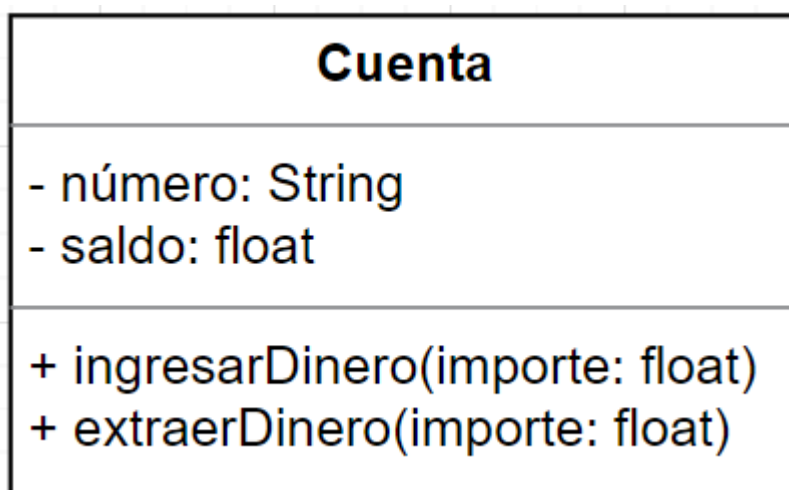 Cuenta
- número: String
- saldo: float
+ ingresarDinero(importe: float)
+ extraerDinero(importe: float)